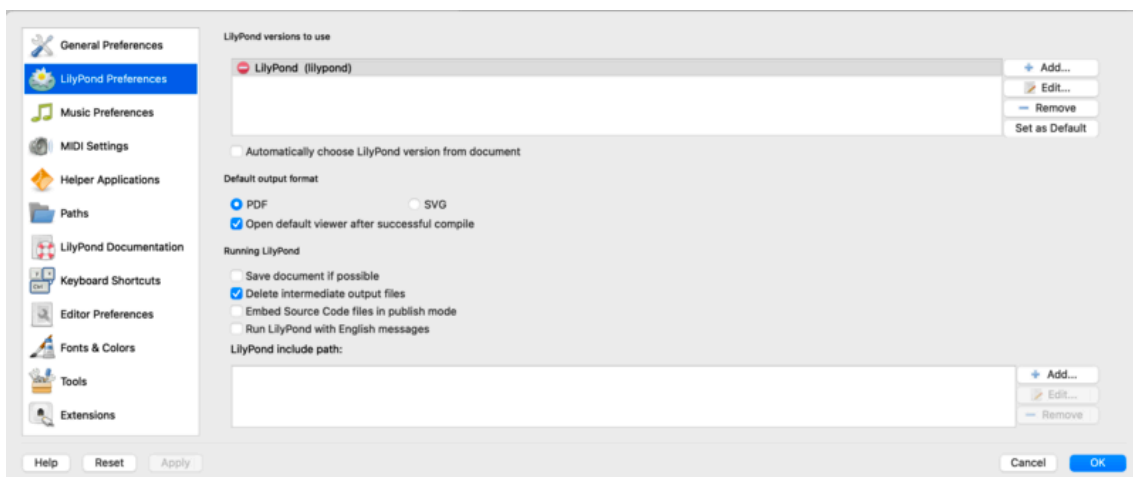 General Preferences
LilyPond Preferences
Music Preferences
MIDI Settings
Helper Applications
Paths
LilyPond Documentation
Keyboard Shortcuts
Editor Preferences
Fonts & Colors
Tools
Extensions
LilyPond versions to use
LilyPond (lilypond)
Add...
Edit...
Remove
Set as Default
Automatically choose LilyPond version from document
Default output format
PDF SVG
Open default viewer after successful compile
Running LilyPond
Save document if possible
Delete intermediate output files
Embed Source Code files in publish mode
Run LilyPond with English messages
LilyPond include path:
Add...
Edit...
Remove
Help Reset Apply Cancel OK